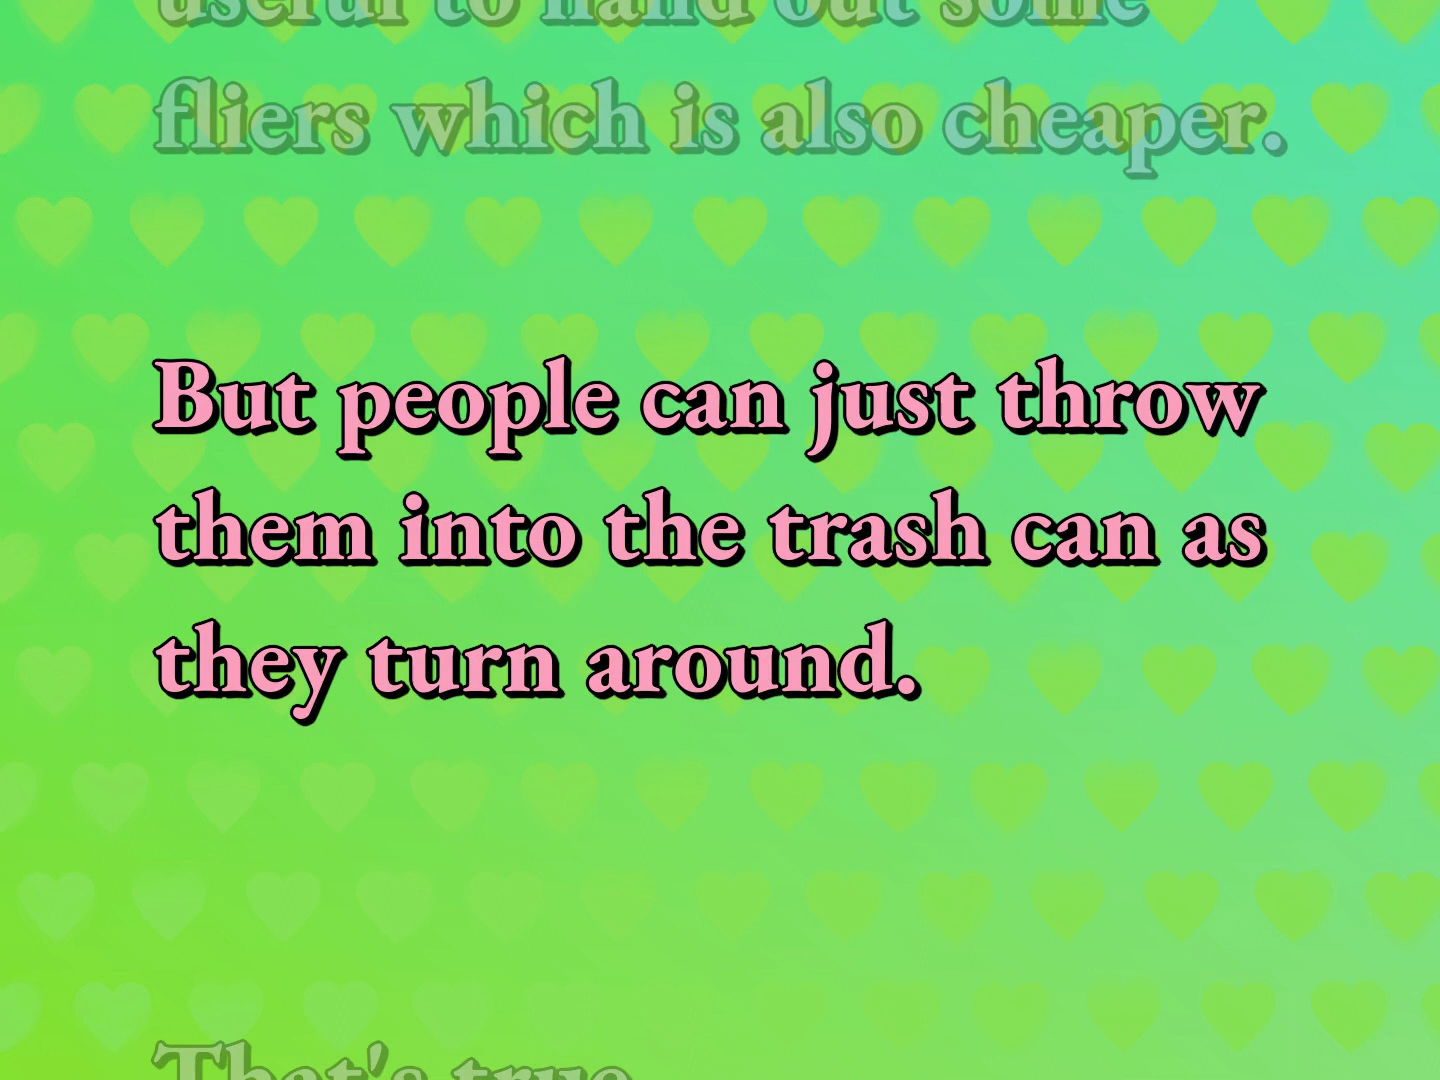 useful to hand out some
fliers which is also cheaper.
But people can just throw
them into the trash can as
they turn around.
That's true